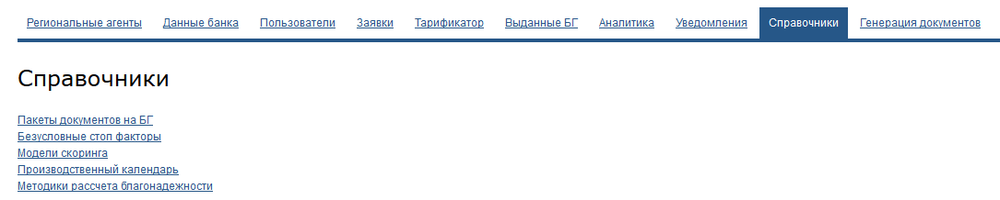 Региональные агенты Данные банка Пользователи Заявки Тарификатор Выданные БГ Аналитика Уведомления Справочники Генерация документов
Справочники
Пакеты документов на БГ
Безусловные стоп факторы
Модели скоринга
Производственный календарь
Методики рассчета благонадежности